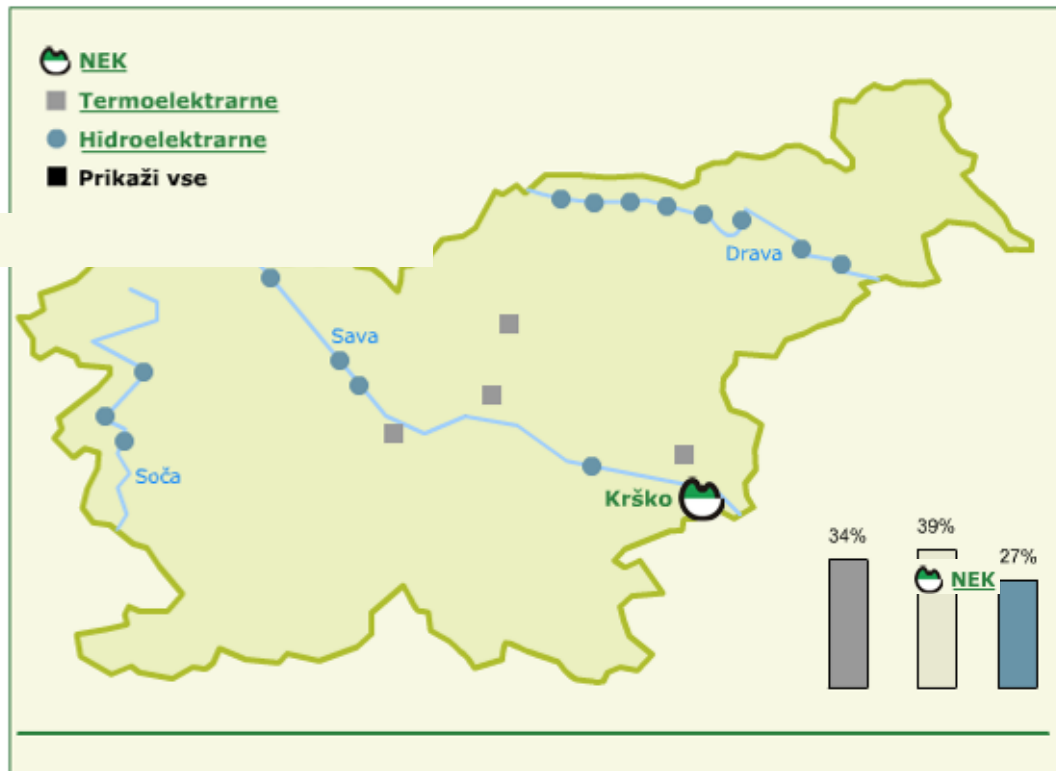 NEK
Termoelektrarne
Hidroelektrarne
Prikaži vse
Drava
Sava
Soča
Krško
34%
39%
27%
NEK